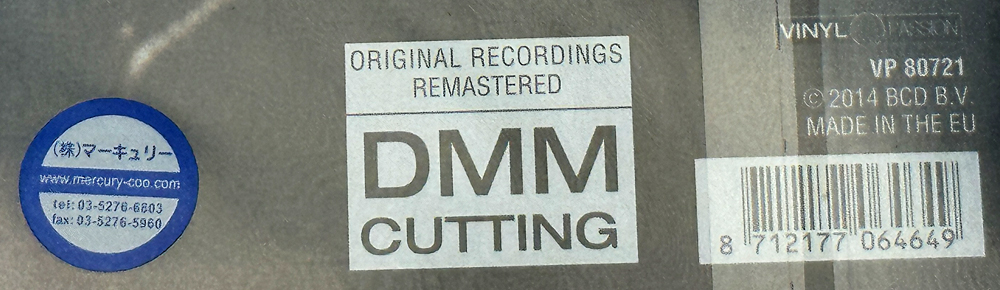 (株)マーキュリー
www.mercury-coo.com
tel: 03-5276-6803
fax: 03-5276-5960
ORIGINAL RECORDINGS
REMASTERED
DMM
CUTTING
VINYL PASSION
VP 80721
© 2014 BCD B.V.
MADE IN THE EU
8 712177 064649